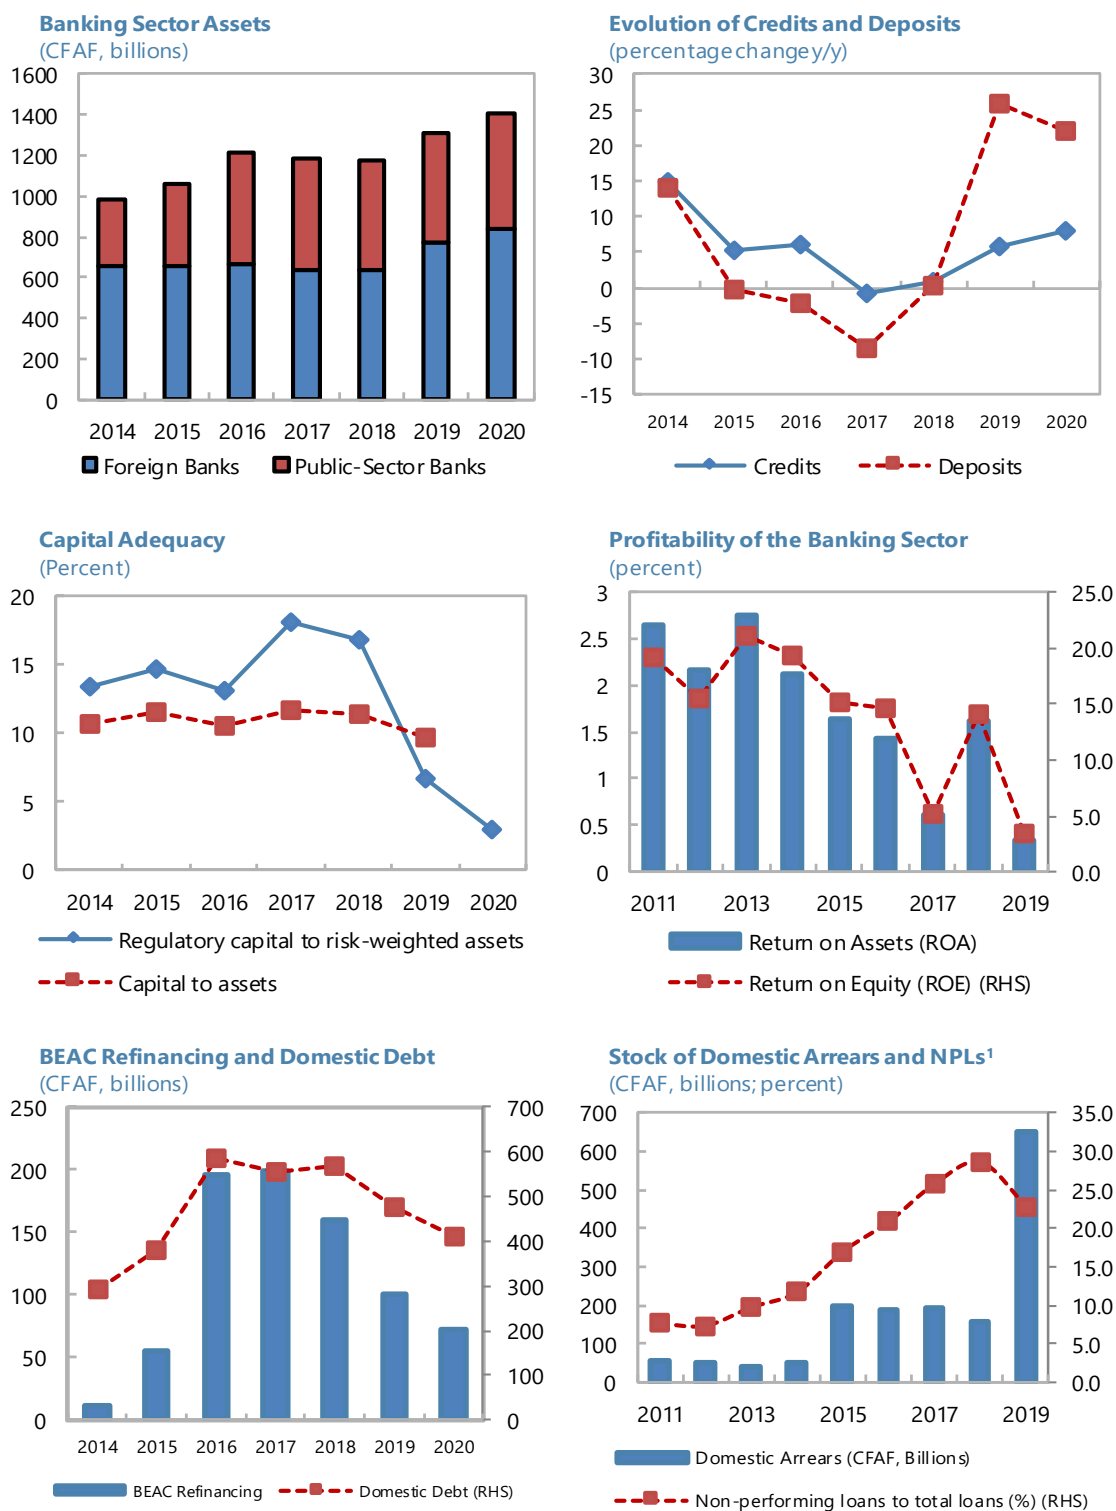 Banking Sector Assets
(CFAF, billions)
1600
1400
1200
1000
800
600
400
200
0
2014 2015 2016 2017 2018 2019 2020
Foreign Banks Public-Sector Banks
Evolution of Credits and Deposits
(percentage change y/y)
30
25
20
15
10
5
0
-5
-10
-15
2014 2015 2016 2017 2018 2019 2020
Credits Deposits
Capital Adequacy
(Percent)
20
15
10
5
0
2014 2015 2016 2017 2018 2019 2020
Regulatory capital to risk-weighted assets
Capital to assets
Profitability of the Banking Sector
(percent)
3 25.0
2.5 20.0
2 15.0
1.5 10.0
1 5.0
0.5 0.0
0
2011 2013 2015 2017 2019
Return on Assets (ROA)
Return on Equity (ROE) (RHS)
BEAC Refinancing and Domestic Debt
(CFAF, billions)
250 700
200 600
150 500
100 400
50 300
0 200
100
0
2014 2015 2016 2017 2018 2019 2020
BEAC Refinancing Domestic Debt (RHS)
Stock of Domestic Arrears and NPLs¹
(CFAF, billions; percent)
700 35.0
600 30.0
500 25.0
400 20.0
300 15.0
200 10.0
100 5.0
0 0.0
2011 2013 2015 2017 2019
Domestic Arrears (CFAF, Billions)
Non-performing loans to total loans (%) (RHS)